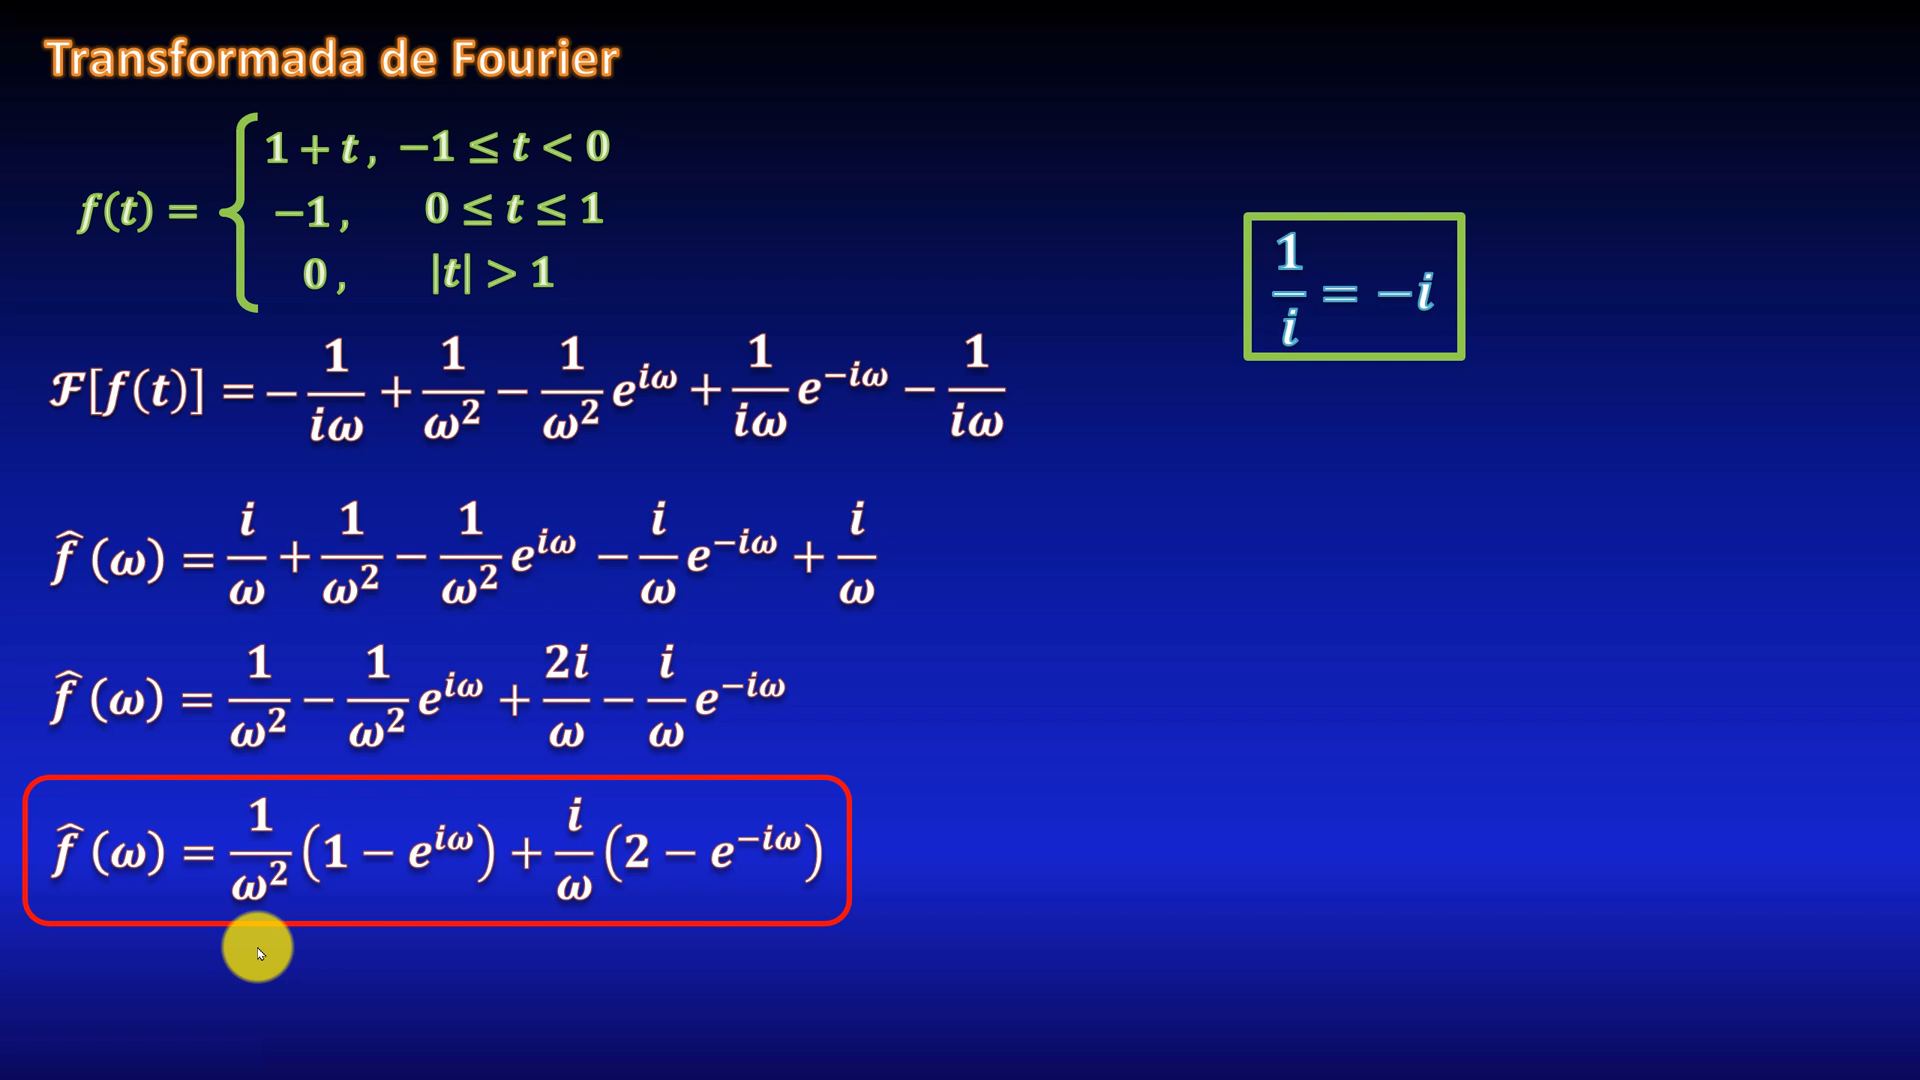 Transformada de Fourier
1 + t , −1 ≤ t < 0
f(t) = { −1 , 0 ≤ t ≤ 1
0 , |t| > 1
1/i = −i
ℱ[f(t)] = − 1/(iω) + 1/ω² − 1/ω² e^{iω} + 1/(iω) e^{−iω} − 1/(iω)
f̂ (ω) = i/ω + 1/ω² − 1/ω² e^{iω} − i/ω e^{−iω} + i/ω
f̂ (ω) = 1/ω² − 1/ω² e^{iω} + 2i/ω − i/ω e^{−iω}
f̂ (ω) = 1/ω² (1 − e^{iω}) + i/ω (2 − e^{−iω})